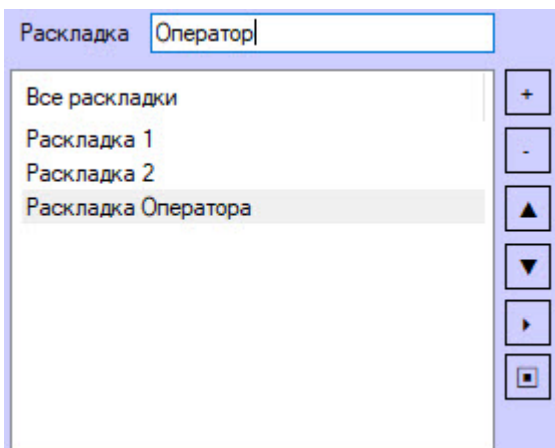 Раскладка Оператор
Все раскладки
Раскладка 1
Раскладка 2
Раскладка Оператора
+
-
▲
▼